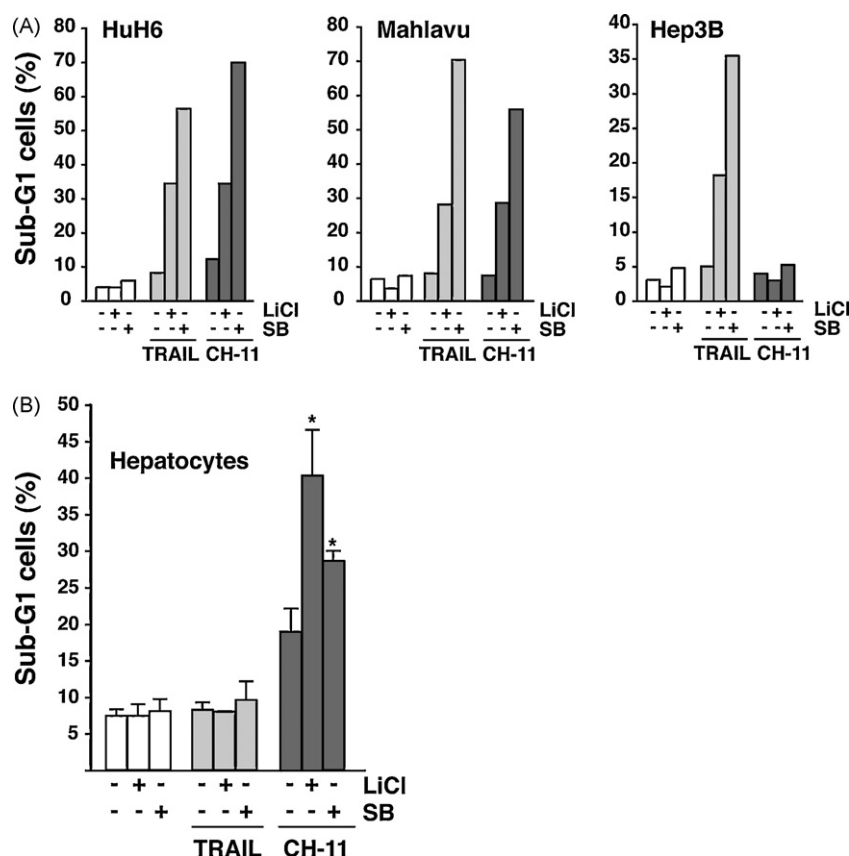 (A)
HuH6
Mahlavu
Hep3B
Sub-G1 cells (%)
80
70
60
50
40
30
20
10
0
80
70
60
50
40
30
20
10
0
40
35
30
25
20
15
10
5
0
- + - - + - - + - LiCl
- - + - - + - - + SB
TRAIL CH-11
- + - - + - - + - LiCl
- - + - - + - - + SB
TRAIL CH-11
- + - - + - - + - LiCl
- - + - - + - - + SB
TRAIL CH-11
(B)
Hepatocytes
Sub-G1 cells (%)
50
45
40
35
30
25
20
15
10
5
* *
- + - - + - - + - LiCl
- - + - - + - - + SB
TRAIL CH-11